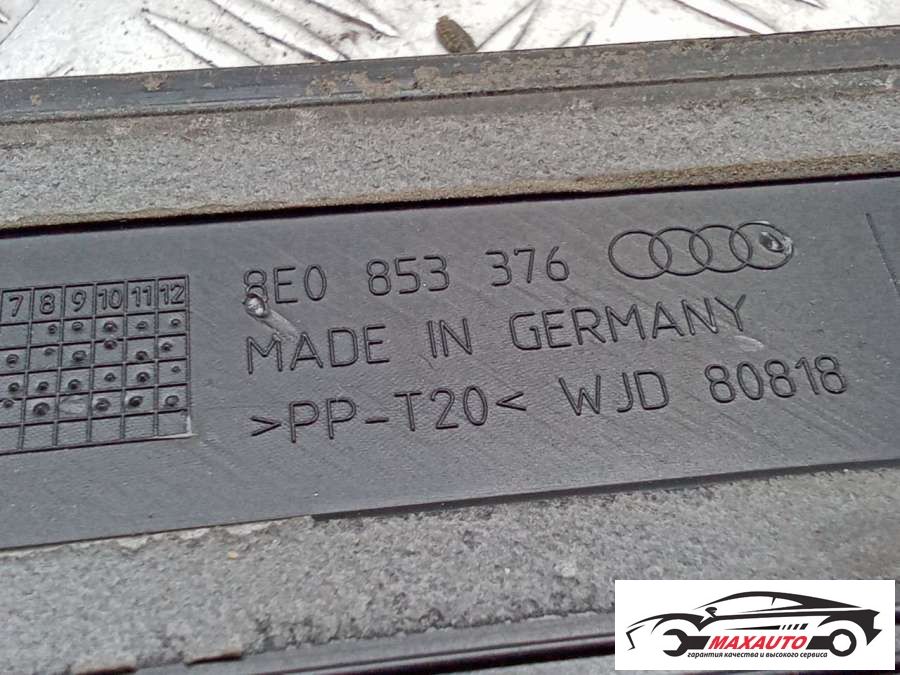 7 8 9 10 11 12
8E0 853 376
MADE IN GERMANY
>PP-T20< WJD 80818
MAXAUTO
гарантия качества и высокого сервиса